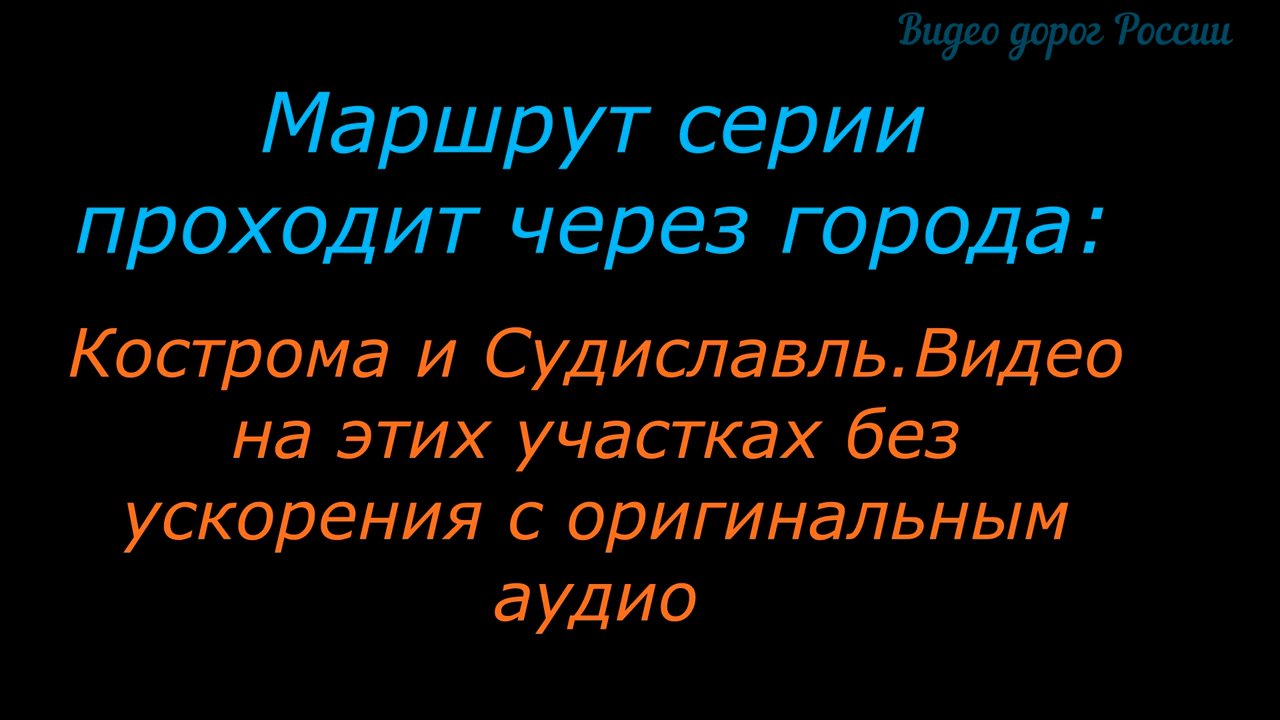 Видео дорог России
Маршрут серии
проходит через города:
Кострома и Судиславль.Видео
на этих участках без
ускорения с оригинальным
аудио